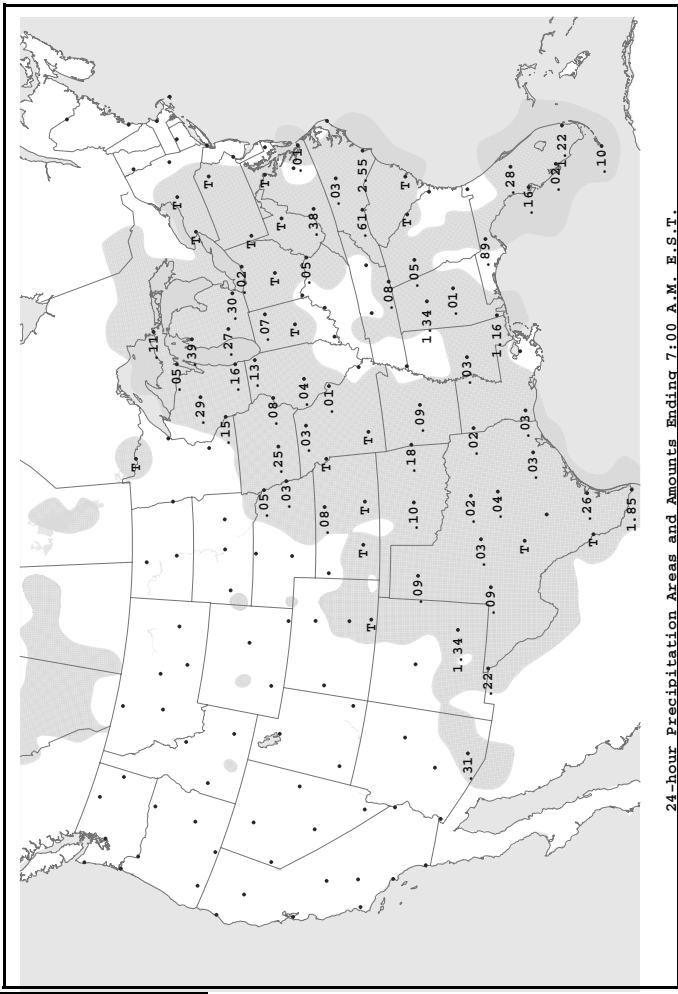 T
.11
.05 T
.39 T
.29 T
.15 .27 .30
.16 .02
.13 T
.05 .07 T
.08
.25 T T
.03 T .01
.03 .04 .05
.38
.08 T .01
.03
T T T .61 2.55
T
.08
T T
.09 .10 .18 .09 .05
1.34
.01
1.34
.31 .02 .02 .03
.22 .03 .89
.09 .04 1.16
.28
T .03 .03 .16
.02 1.22
T .26 .10
1.85
24-hour Precipitation Areas and Amounts Ending 7:00 A.M. E.S.T.